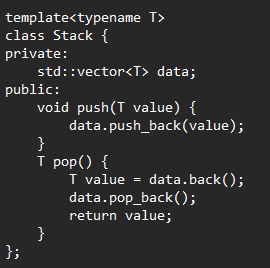 template<typename T>
class Stack {
private:
    std::vector<T> data;
public:
    void push(T value) {
        data.push_back(value);
    }
    T pop() {
        T value = data.back();
        data.pop_back();
        return value;
    }
};